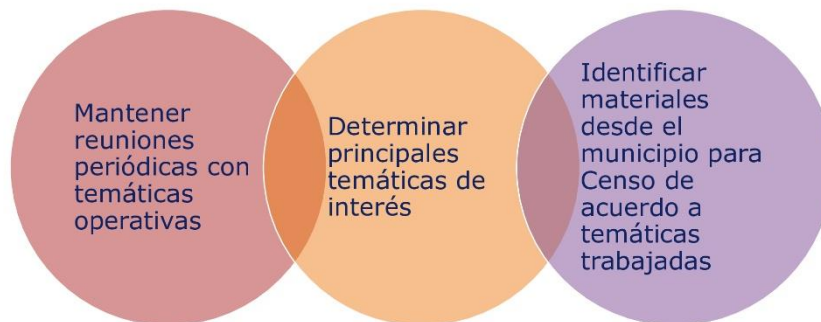 Mantener
reuniones
periódicas con
temáticas
operativas
Determinar
principales
temáticas de
interés
Identificar
materiales
desde el
municipio para
Censo de
acuerdo a
temáticas
trabajadas